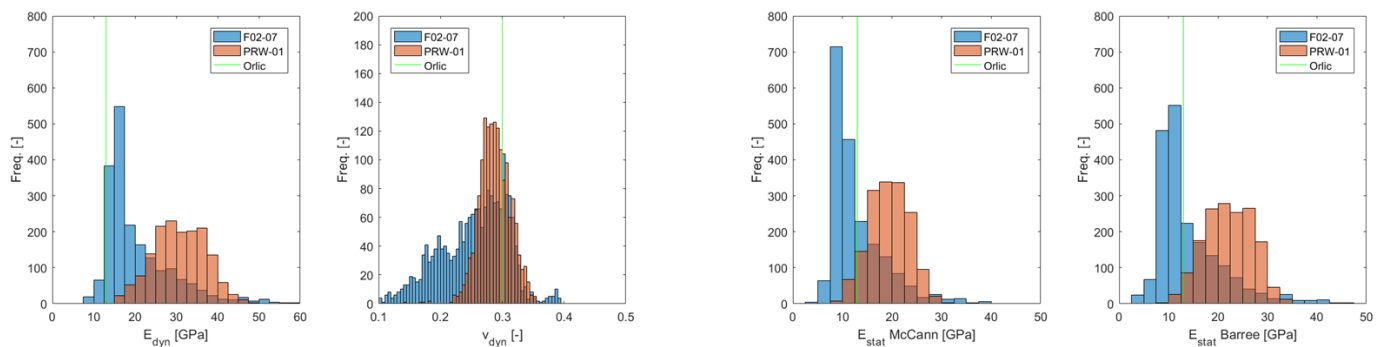 800
700
600
500
400
300
200
100
0
Freq. [-]
0 10 20 30 40 50 60
E_dyn [GPa]
F02-07
PRW-01
Orlic
200
180
160
140
120
100
80
60
40
20
0
Freq. [-]
0.1 0.2 0.3 0.4 0.5
v_dyn [-]
F02-07
PRW-01
Orlic
800
700
600
500
400
300
200
100
0
Freq. [-]
0 10 20 30 40 50
E_stat McCann [GPa]
F02-07
PRW-01
Orlic
800
700
600
500
400
300
200
100
0
Freq. [-]
0 10 20 30 40 50
E_stat Barree [GPa]
F02-07
PRW-01
Orlic